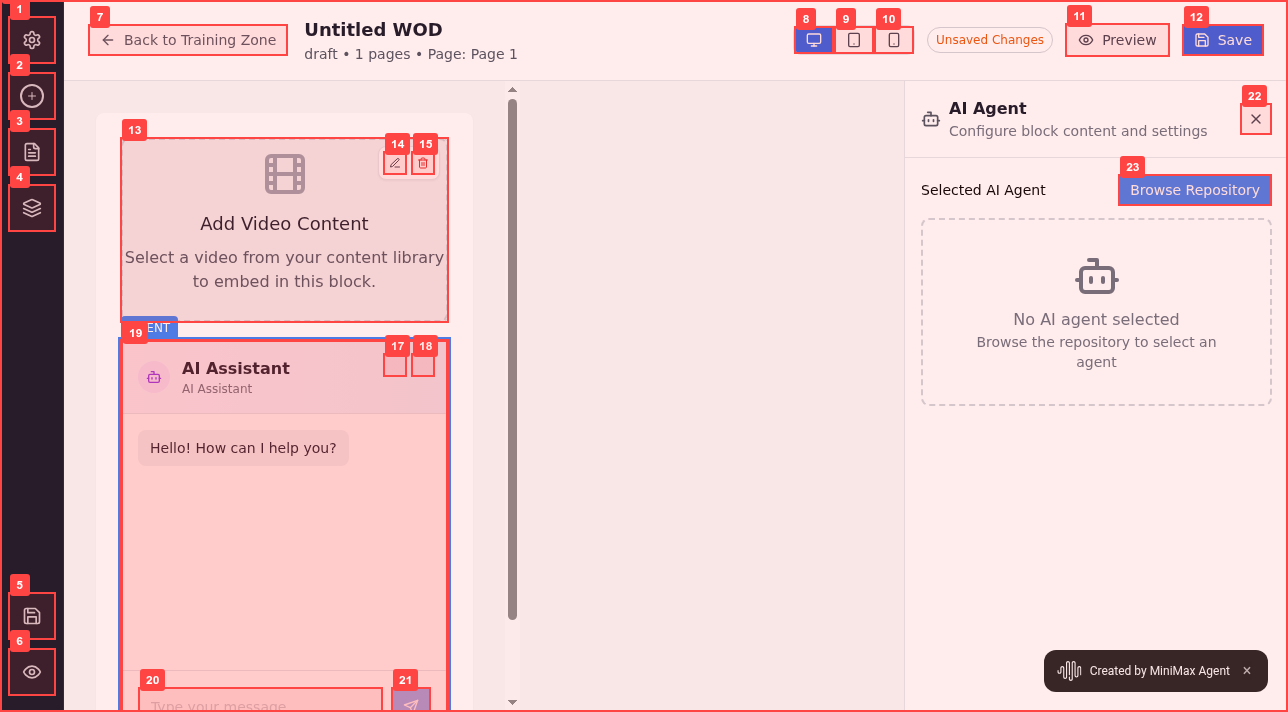 1
2
3
4
5
6
7
Back to Training Zone
Untitled WOD
draft • 1 pages • Page: Page 1
8
9
10
Unsaved Changes
11
Preview
12
Save
13
14
15
Add Video Content
Select a video from your content library
to embed in this block.
19
17
18
AI Assistant
AI Assistant
Hello! How can I help you?
20
Type your message
21
AI Agent
Configure block content and settings
22
Selected AI Agent
23
Browse Repository
No AI agent selected
Browse the repository to select an
agent
Created by MiniMax Agent